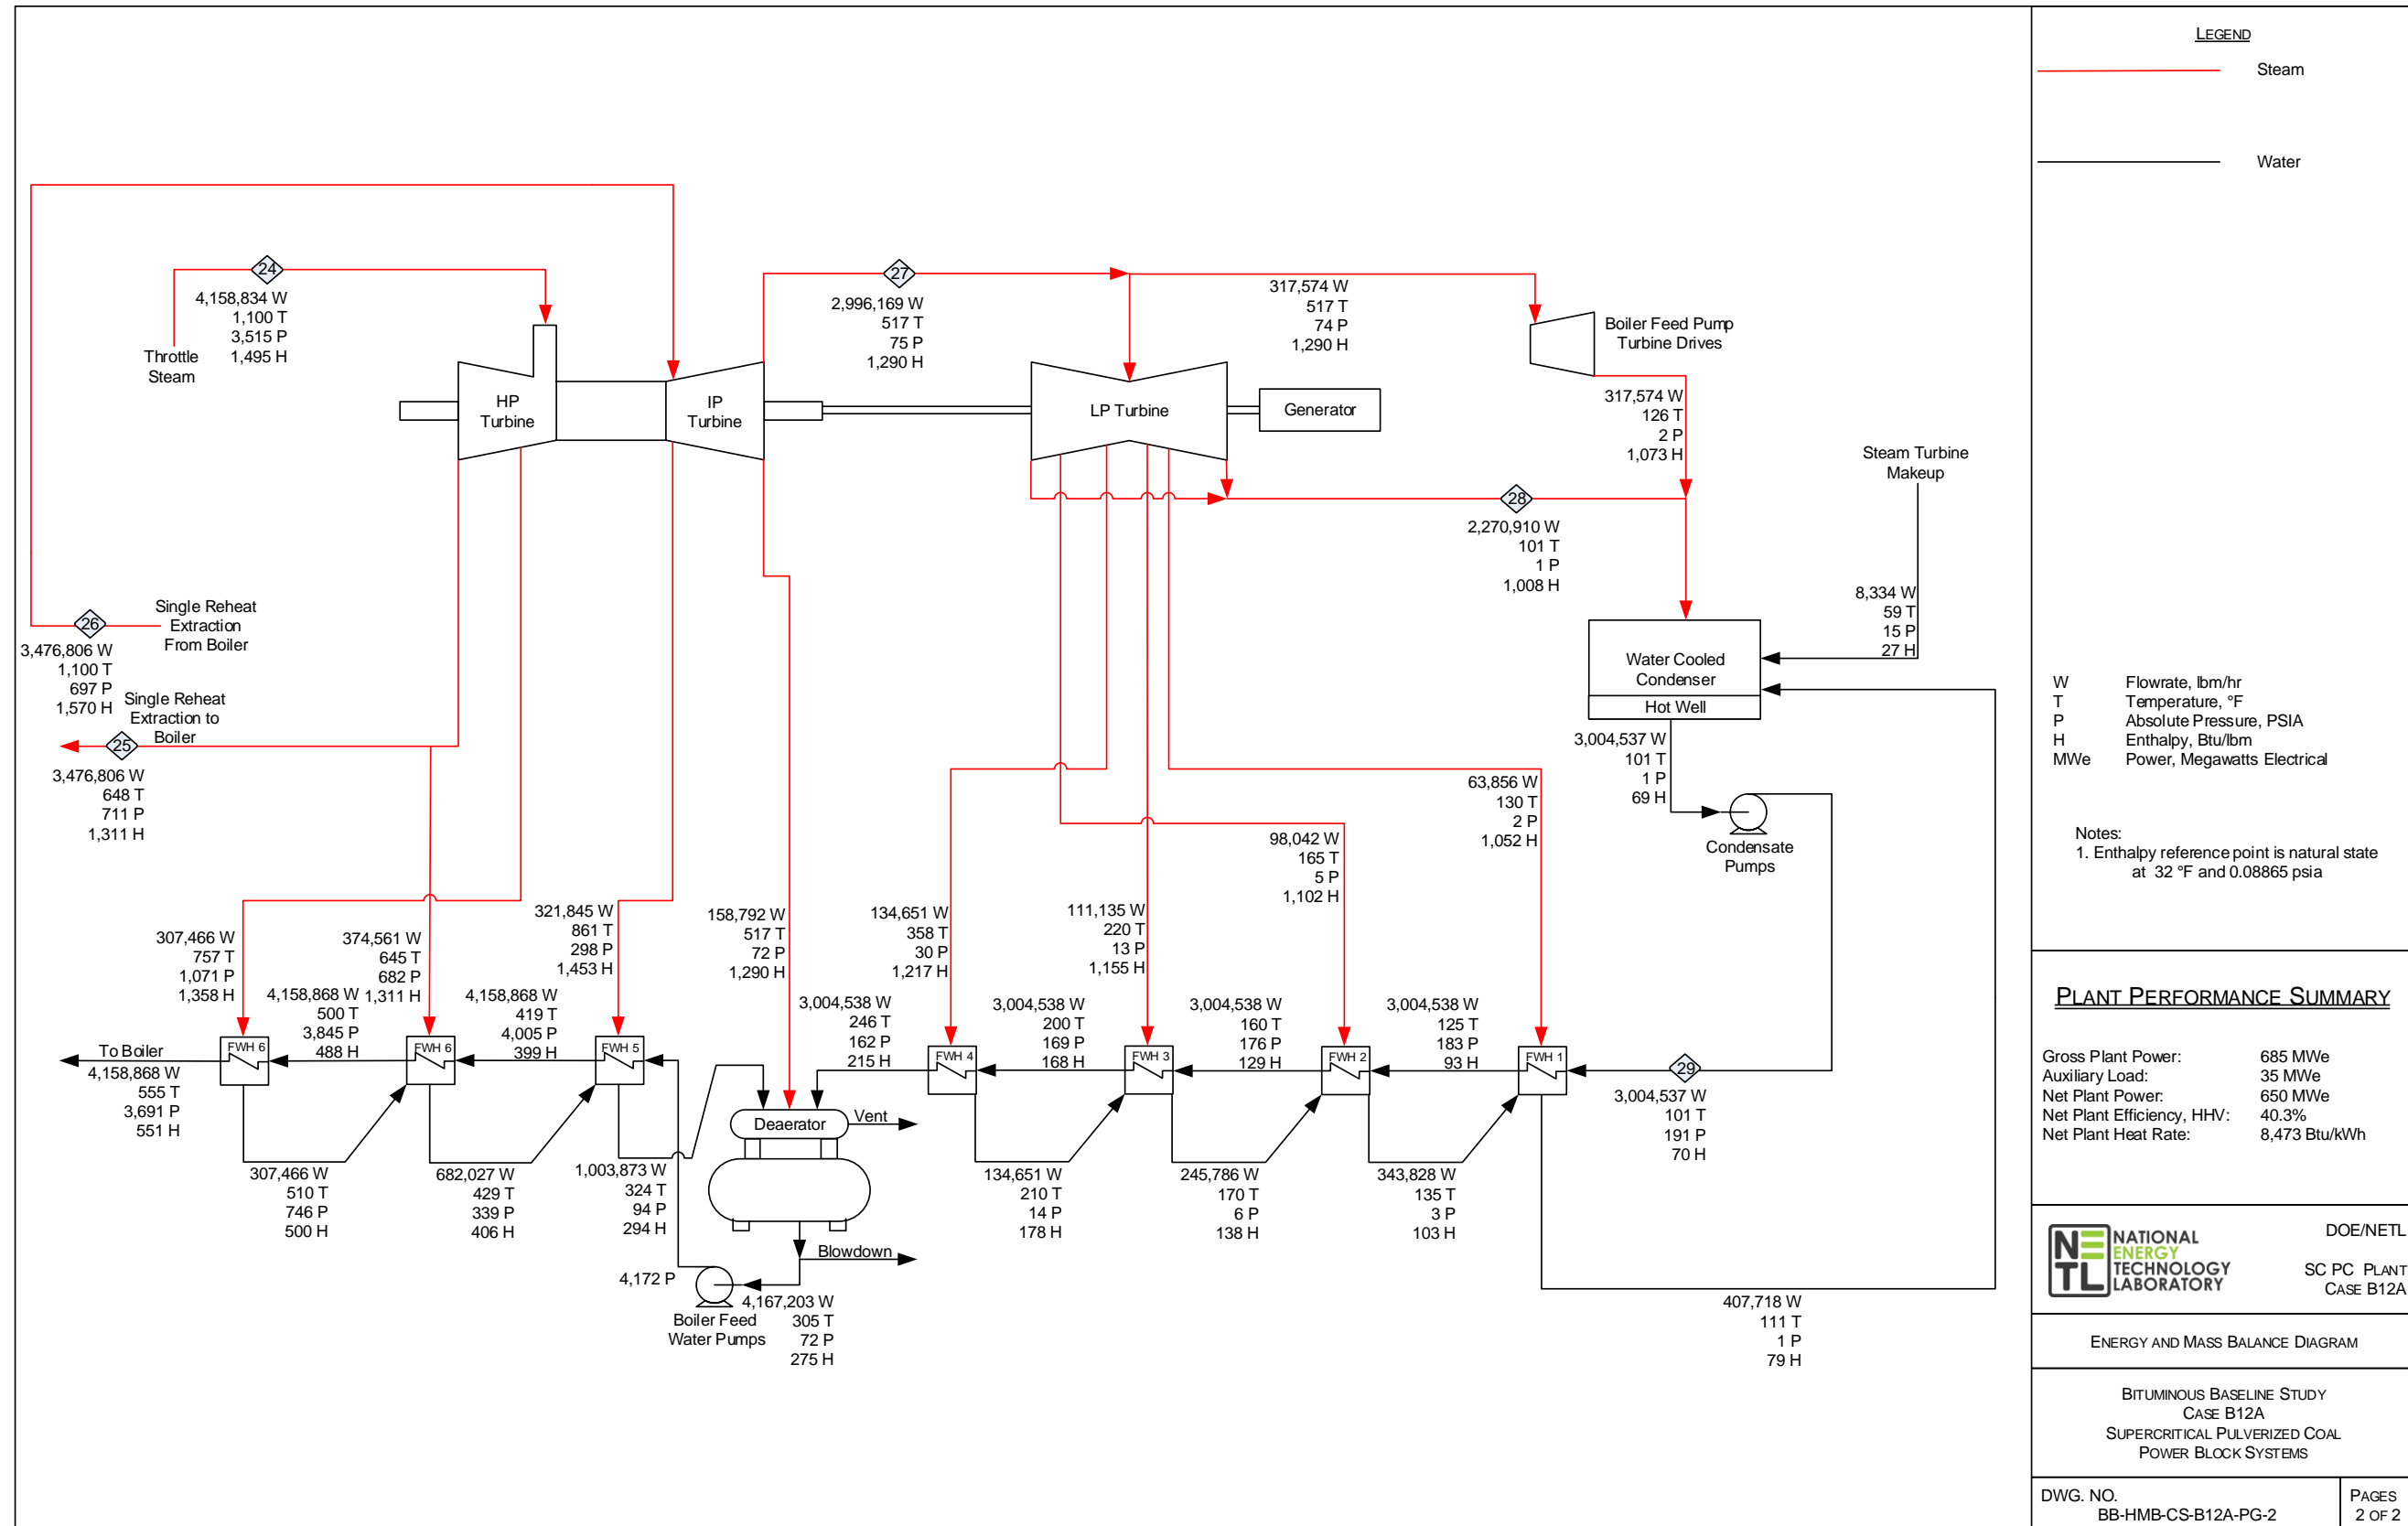 LEGEND
Steam
Water
24
4,158,834 W
1,100 T
3,515 P
1,495 H
Throttle
Steam
HP
Turbine
IP
Turbine
27
2,996,169 W
517 T
75 P
1,290 H
LP Turbine
Generator
317,574 W
517 T
74 P
1,290 H
Boiler Feed Pump
Turbine Drives
317,574 W
126 T
2 P
1,073 H
Steam Turbine
Makeup
28
2,270,910 W
101 T
1 P
1,008 H
8,334 W
59 T
15 P
27 H
26
Single Reheat
Extraction
From Boiler
3,476,806 W
1,100 T
697 P
1,570 H
Single Reheat
Extraction to
Boiler
25
3,476,806 W
648 T
711 P
1,311 H
Water Cooled
Condenser
Hot Well
3,004,537 W
101 T
1 P
69 H
Condensate
Pumps
63,856 W
130 T
2 P
1,052 H
98,042 W
165 T
5 P
1,102 H
307,466 W
757 T
1,071 P
1,358 H
374,561 W
645 T
682 P
1,311 H
321,845 W
861 T
298 P
1,453 H
158,792 W
517 T
72 P
1,290 H
134,651 W
358 T
30 P
1,217 H
111,135 W
220 T
13 P
1,155 H
4,158,868 W
500 T
3,845 P
488 H
4,158,868 W
419 T
4,005 P
399 H
3,004,538 W
246 T
162 P
215 H
3,004,538 W
200 T
169 P
168 H
3,004,538 W
160 T
176 P
129 H
3,004,538 W
125 T
183 P
93 H
To Boiler
FWH 6
FWH 6
FWH 5
FWH 4
FWH 3
FWH 2
FWH 1
29
4,158,868 W
555 T
3,691 P
551 H
3,004,537 W
101 T
191 P
70 H
Deaerator
Vent
307,466 W
510 T
746 P
500 H
682,027 W
429 T
339 P
406 H
1,003,873 W
324 T
94 P
294 H
134,651 W
210 T
14 P
178 H
245,786 W
170 T
6 P
138 H
343,828 W
135 T
3 P
103 H
Blowdown
4,172 P
Boiler Feed
Water Pumps
4,167,203 W
305 T
72 P
275 H
407,718 W
111 T
1 P
79 H
W Flowrate, lbm/hr
T Temperature, °F
P Absolute Pressure, PSIA
H Enthalpy, Btu/lbm
MWe Power, Megawatts Electrical
Notes:
1. Enthalpy reference point is natural state
at 32 °F and 0.08865 psia
PLANT PERFORMANCE SUMMARY
Gross Plant Power: 685 MWe
Auxiliary Load: 35 MWe
Net Plant Power: 650 MWe
Net Plant Efficiency, HHV: 40.3%
Net Plant Heat Rate: 8,473 Btu/kWh
NETL
NATIONAL
ENERGY
TECHNOLOGY
LABORATORY
DOE/NETL
SC PC PLANT
CASE B12A
ENERGY AND MASS BALANCE DIAGRAM
BITUMINOUS BASELINE STUDY
CASE B12A
SUPERCRITICAL PULVERIZED COAL
POWER BLOCK SYSTEMS
DWG. NO.
BB-HMB-CS-B12A-PG-2
PAGES
2 OF 2